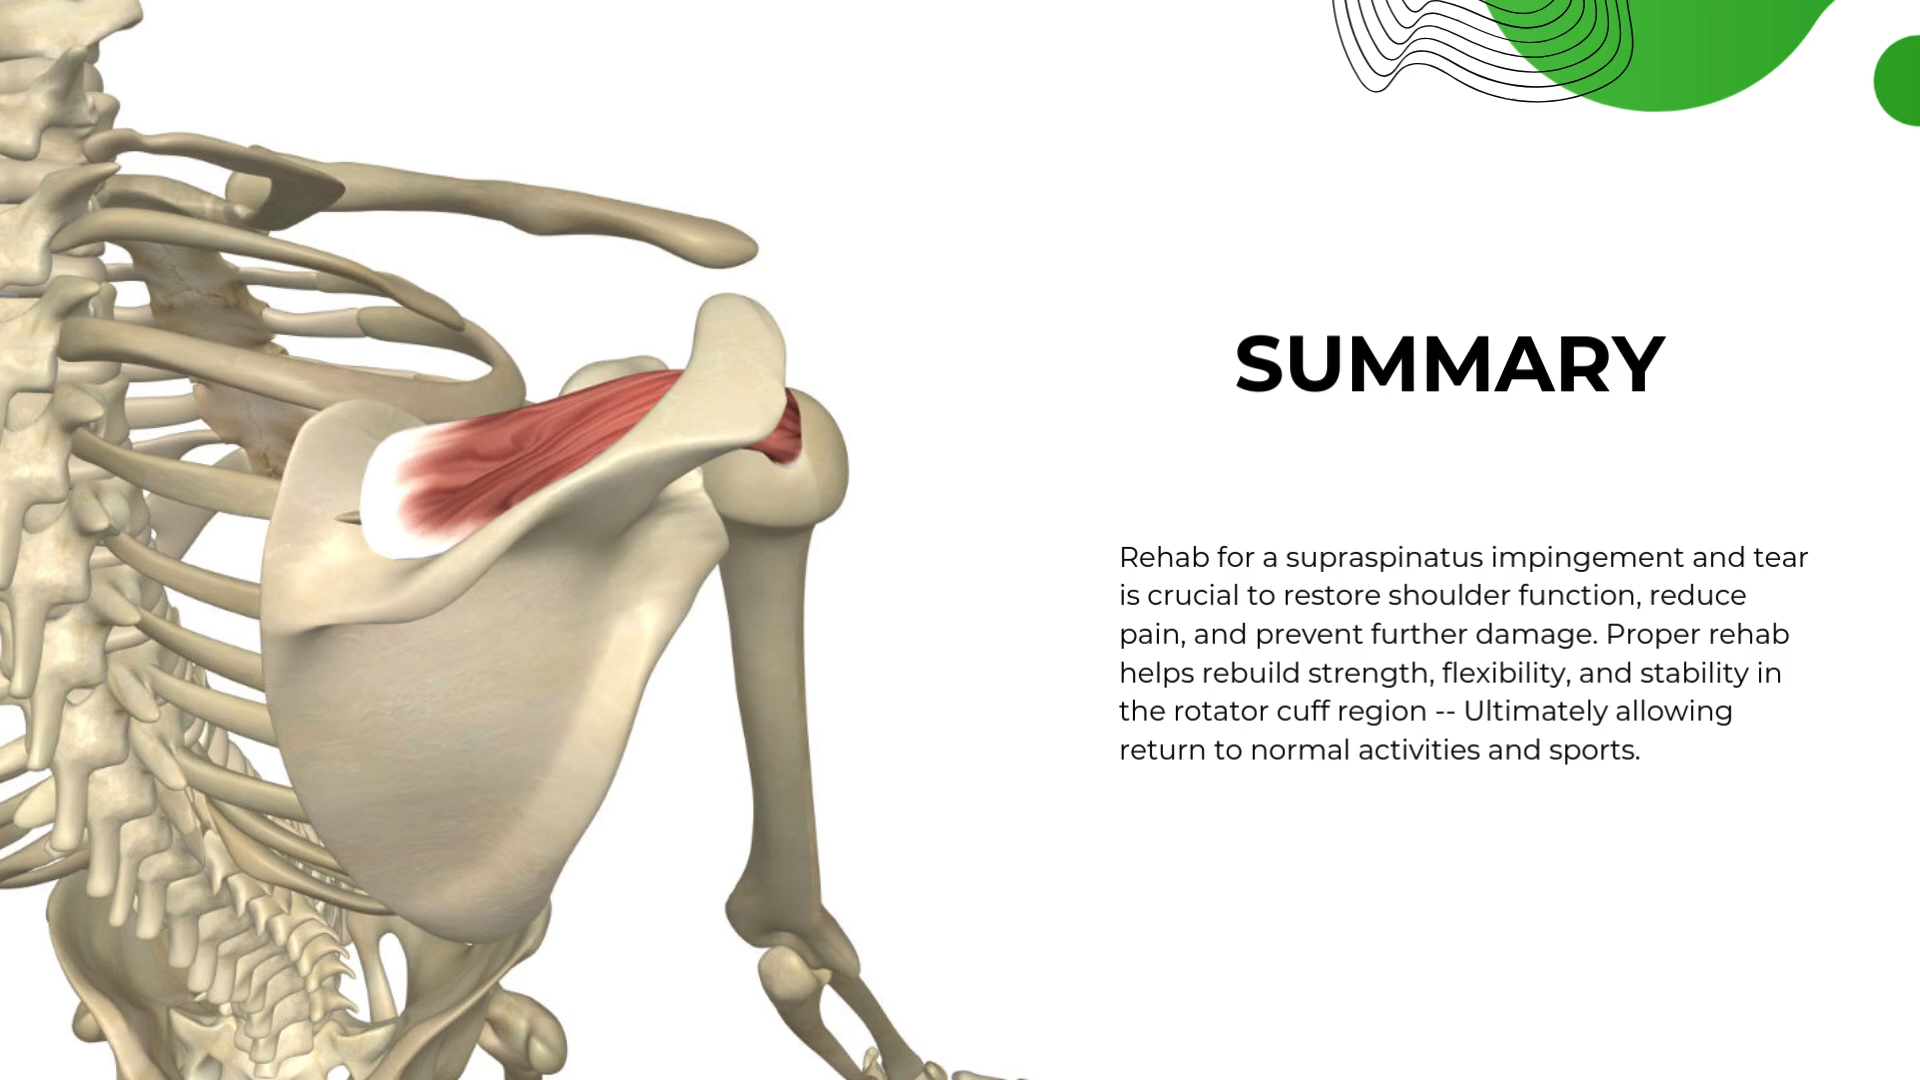 SUMMARY
Rehab for a supraspinatus impingement and tear
is crucial to restore shoulder function, reduce
pain, and prevent further damage. Proper rehab
helps rebuild strength, flexibility, and stability in
the rotator cuff region -- Ultimately allowing
return to normal activities and sports.